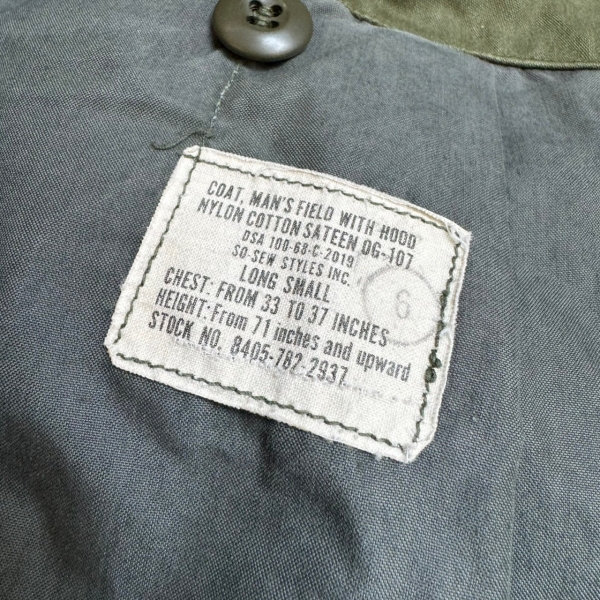 COAT, MAN'S FIELD WITH HOOD
NYLON COTTON SATEEN OG-107
DSA 100-68-C-2019
SO-SEW STYLES INC.
LONG SMALL
CHEST: FROM 33 TO 37 INCHES
HEIGHT: From 71 inches and upward
STOCK NO. 8405-782-2937
6